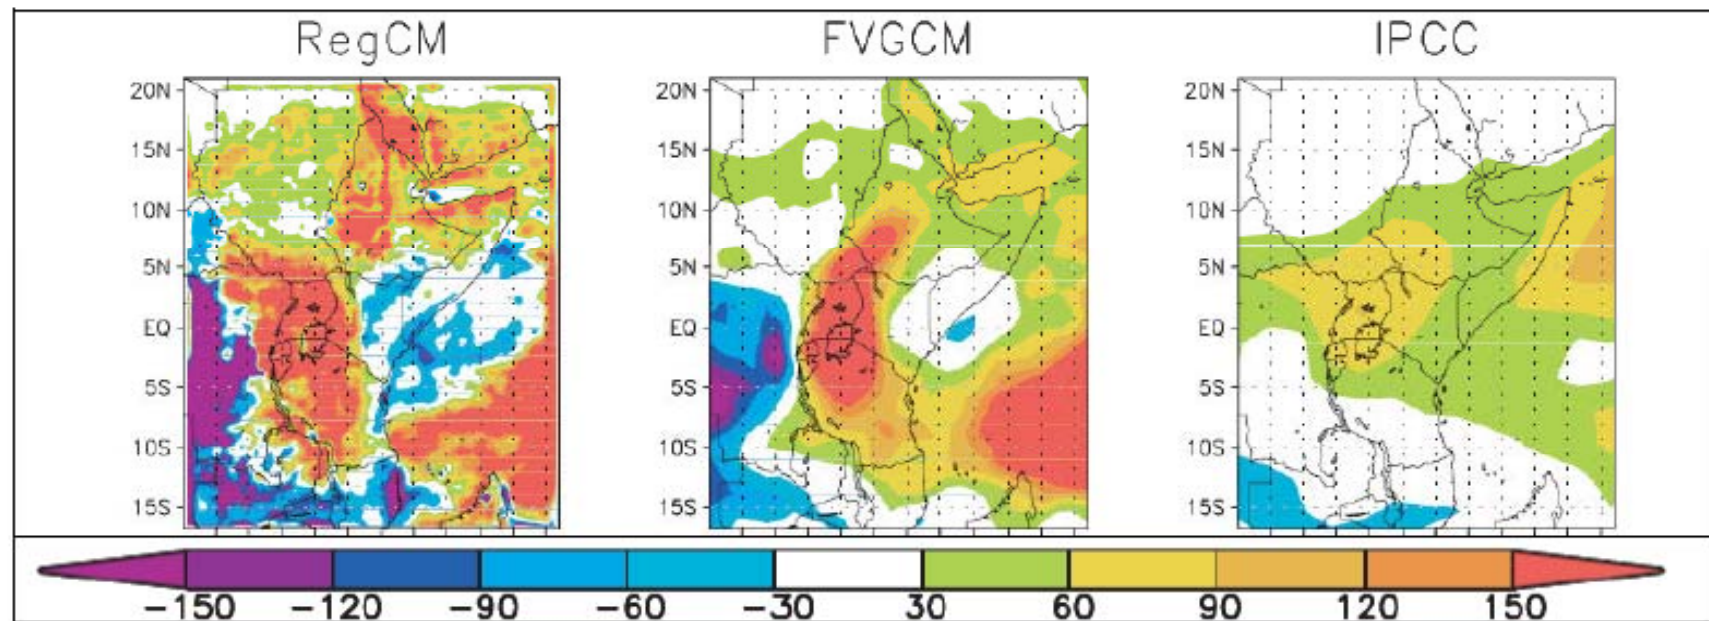 RegCM FVGCM IPCC
20N 20N 20N
15N 15N 15N
10N 10N 10N
5N 5N 5N
EQ EQ EQ
5S 5S 5S
10S 10S 10S
15S 15S 15S
−150 −120 −90 −60 −30 30 60 90 120 150